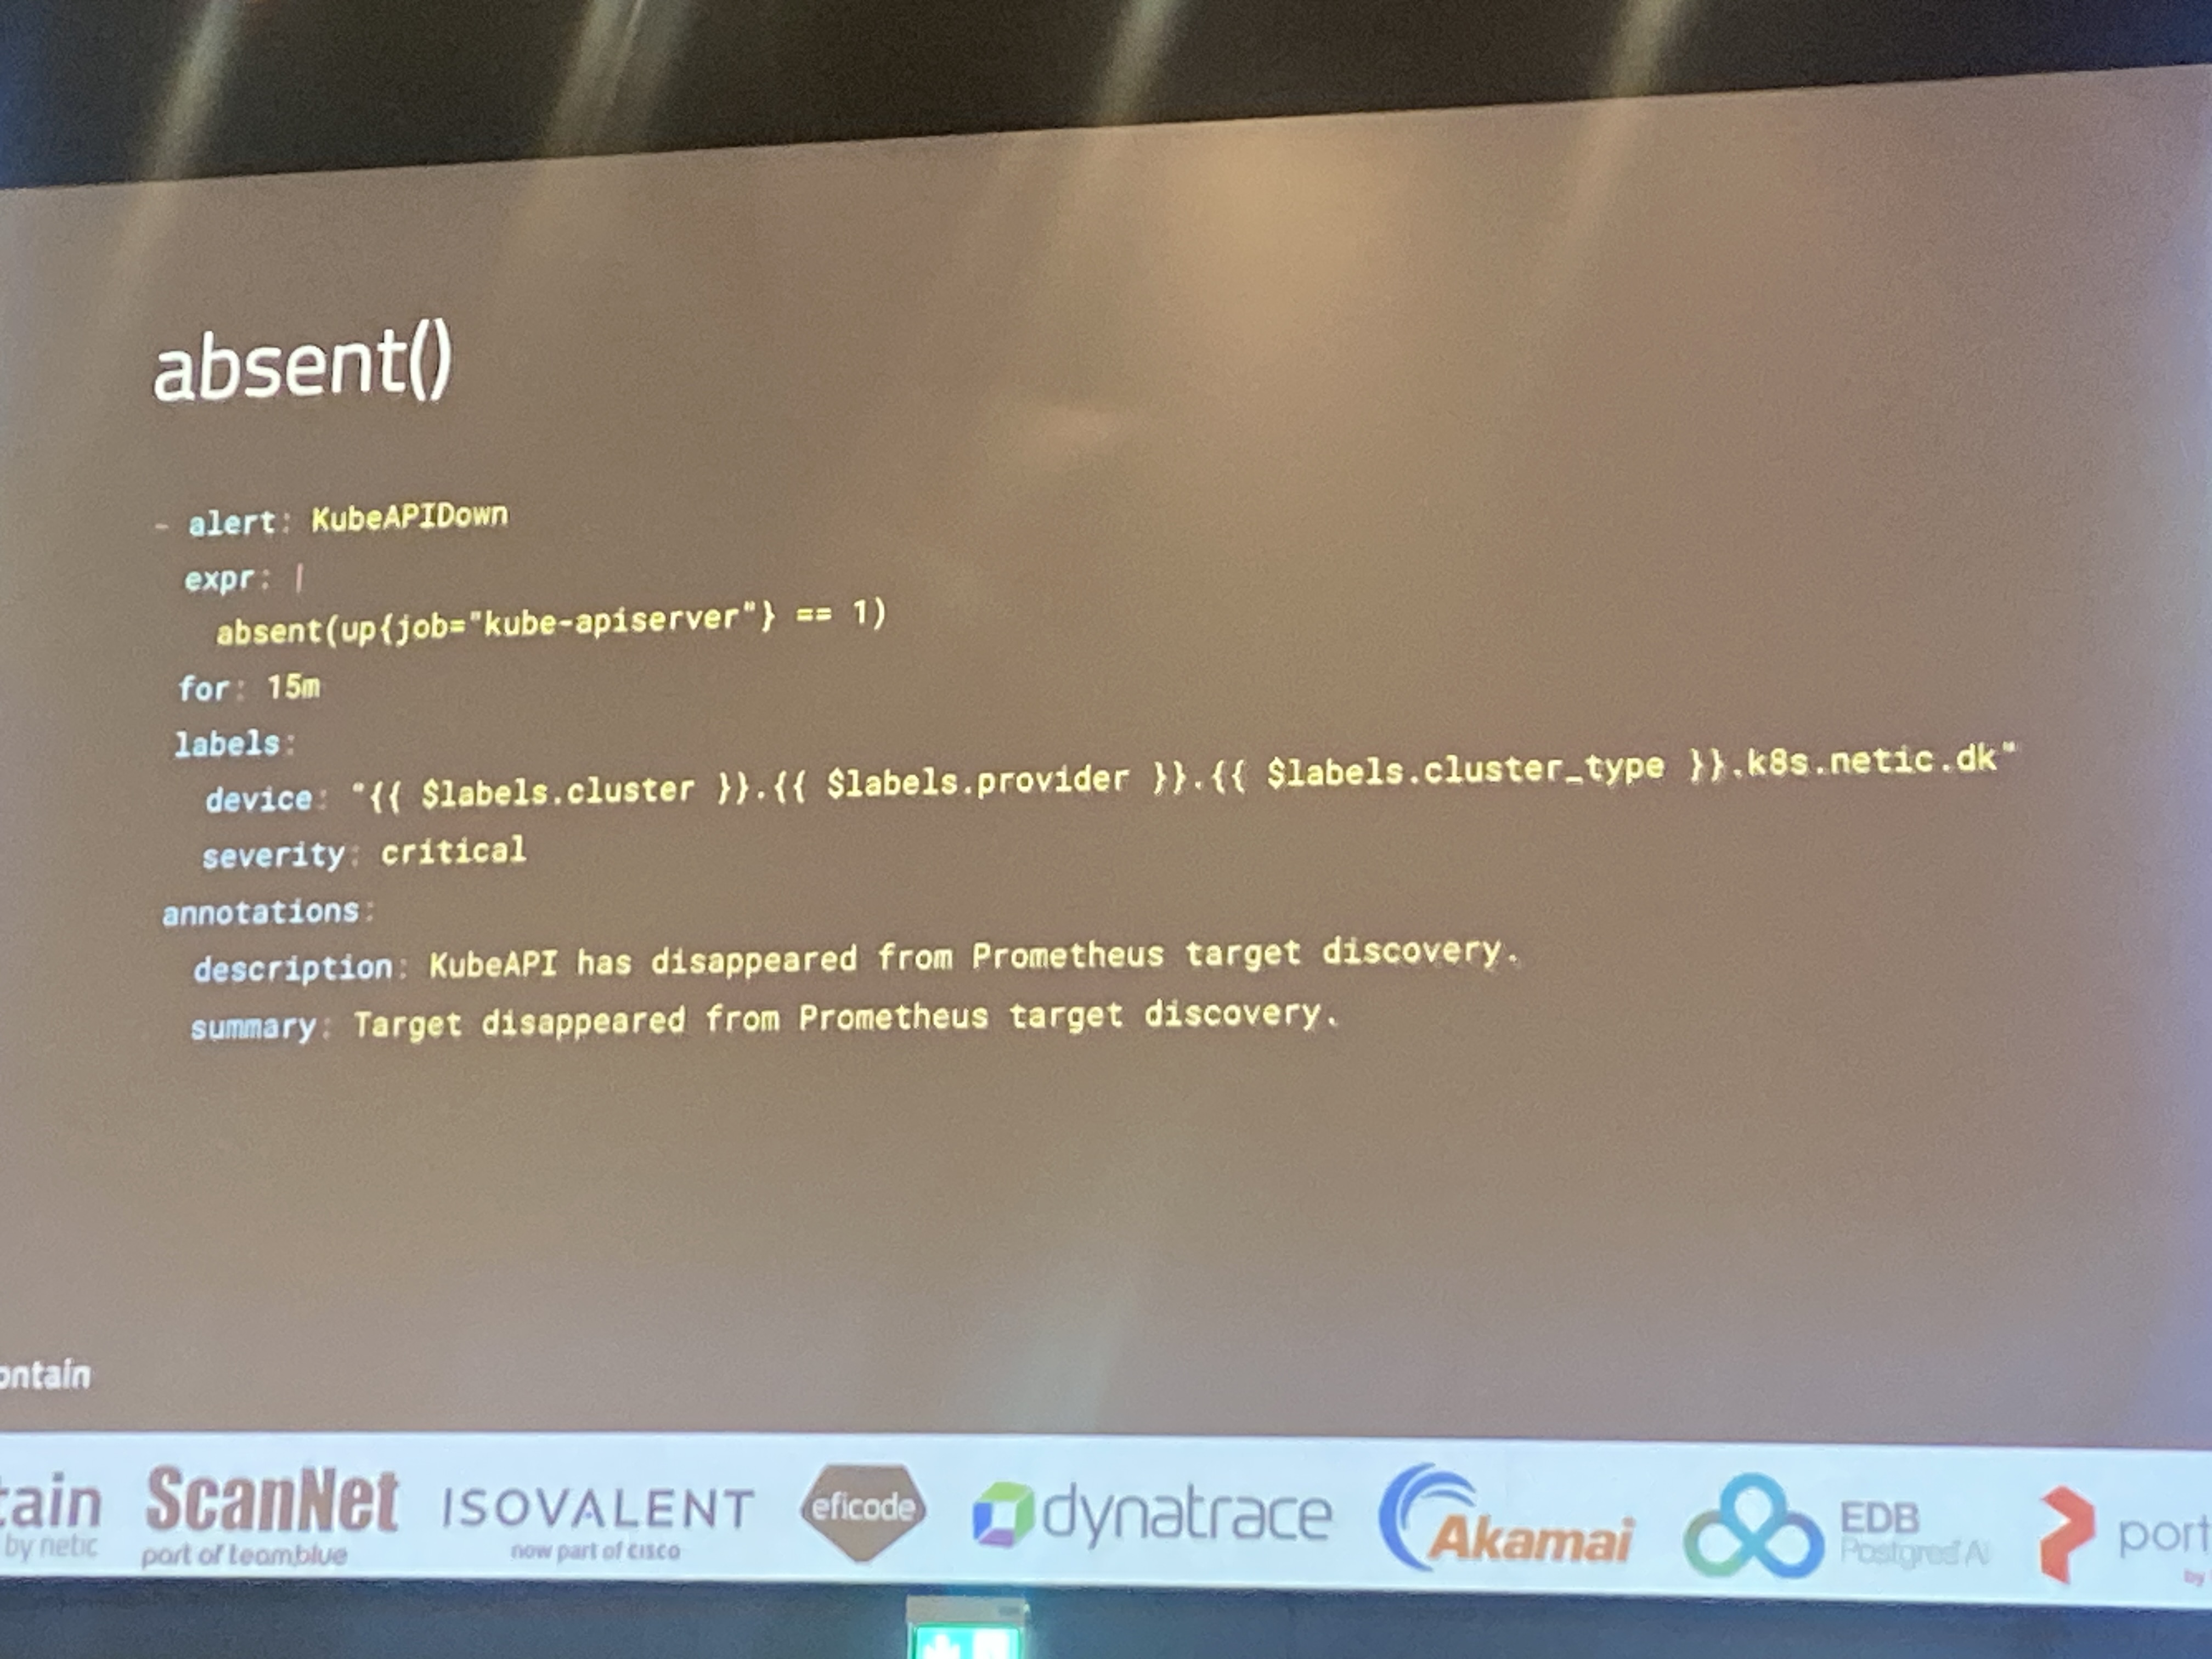 absent()
- alert: KubeAPIDown
expr: |
absent(up{job="kube-apiserver"} == 1)
for: 15m
labels:
device: "{{ $labels.cluster }}.{{ $labels.provider }}.{{ $labels.cluster_type }}.k8s.netic.dk"
severity: critical
annotations:
description: KubeAPI has disappeared from Prometheus target discovery.
summary: Target disappeared from Prometheus target discovery.
ontain
tain
by netic
ScanNet
part of team.blue
ISOVALENT
now part of CISCO
eficode
dynatrace
Akamai
EDB
Postgres AI
port
by